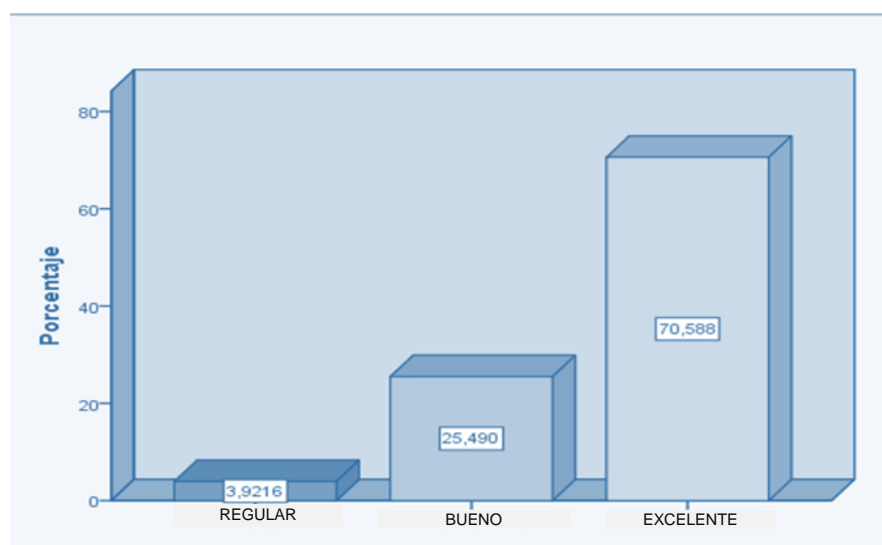 80
60
40
20
0
Porcentaje
3,9216
25,490
70,588
REGULAR
BUENO
EXCELENTE